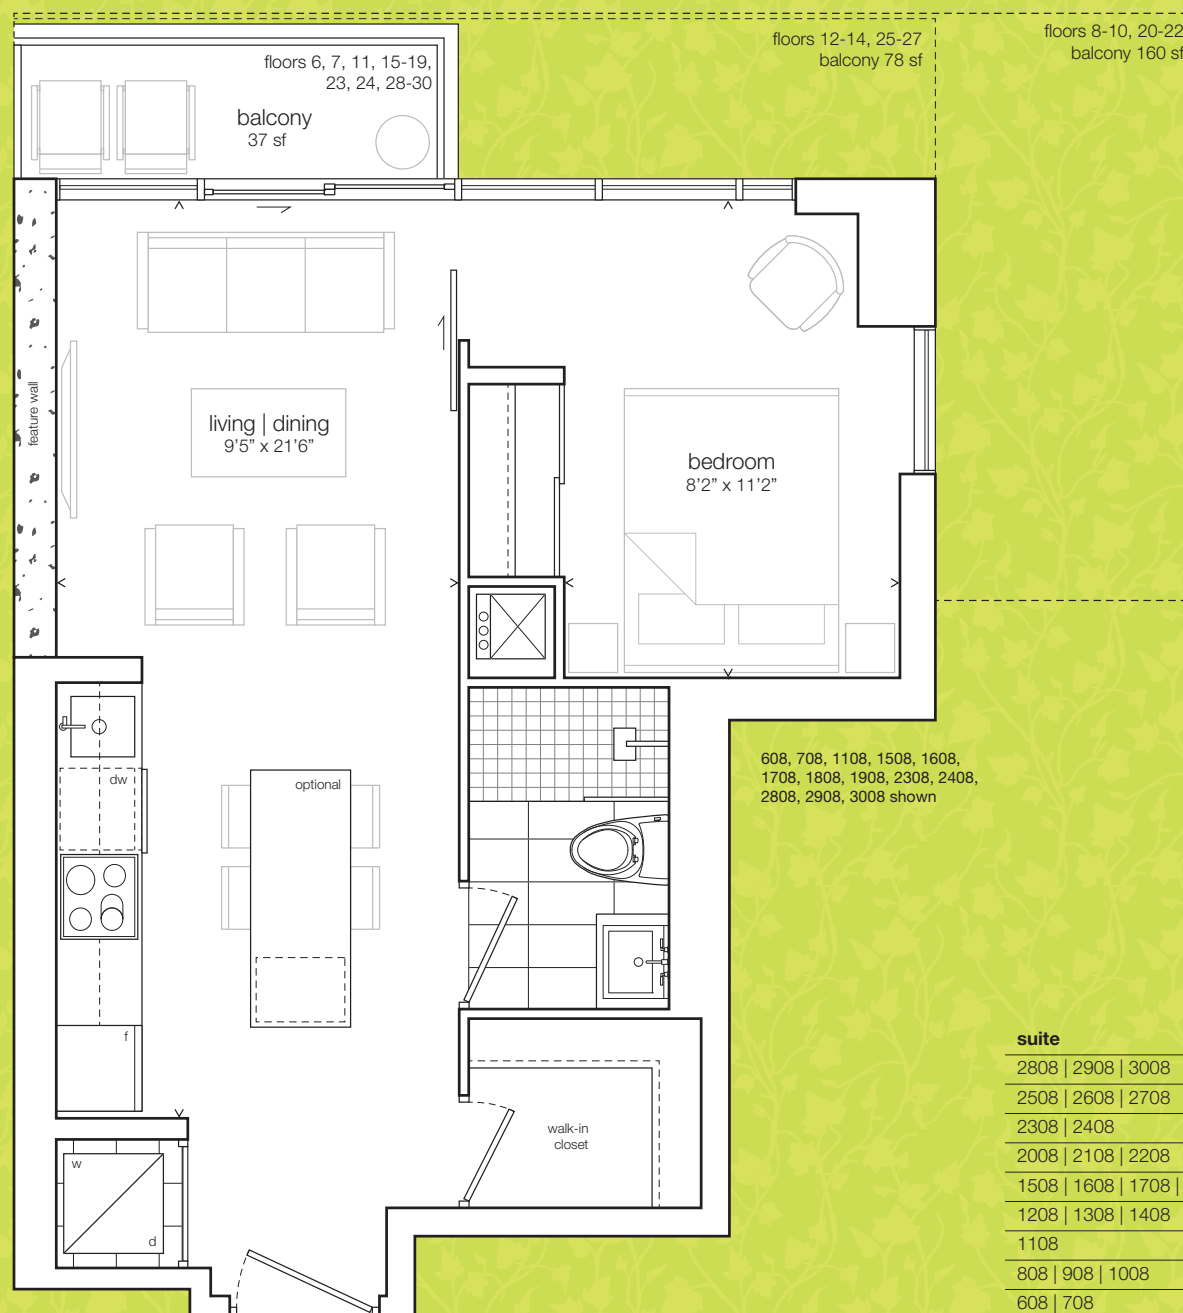 floors 6, 7, 11, 15-19,
23, 24, 28-30
balcony
37 sf
floors 12-14, 25-27
balcony 78 sf
floors 8-10, 20-22
balcony 160 sf
feature wall
living | dining
9’5” x 21’6”
bedroom
8’2” x 11’2”
dw
optional
608, 708, 1108, 1508, 1608,
1708, 1808, 1908, 2308, 2408,
2808, 2908, 3008 shown
f
walk-in
closet
w
d
suite
2808 | 2908 | 3008
2508 | 2608 | 2708
2308 | 2408
2008 | 2108 | 2208
1508 | 1608 | 1708 |
1208 | 1308 | 1408
1108
808 | 908 | 1008
608 | 708